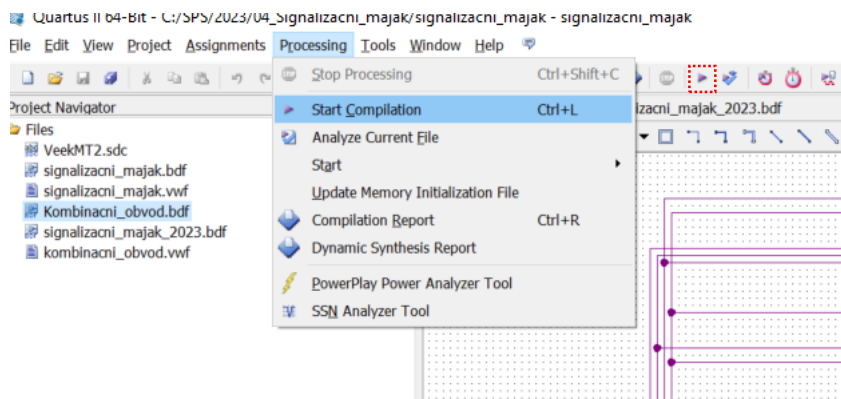 Quartus II 64-Bit - C:/SPS/2023/04_Signalizacni_majak/signalizacni_majak - signalizacni_majak
File Edit View Project Assignments Processing Tools Window Help
Stop Processing Ctrl+Shift+C
Project Navigator
Start Compilation Ctrl+L
izacni_majak_2023.bdf
Files
Analyze Current File
VeekMT2.sdc
Start
signalizacni_majak.bdf
Update Memory Initialization File
signalizacni_majak.vwf
Kombinacni_obvod.bdf
Compilation Report Ctrl+R
signalizacni_majak_2023.bdf
Dynamic Synthesis Report
kombinacni_obvod.vwf
PowerPlay Power Analyzer Tool
SSN Analyzer Tool